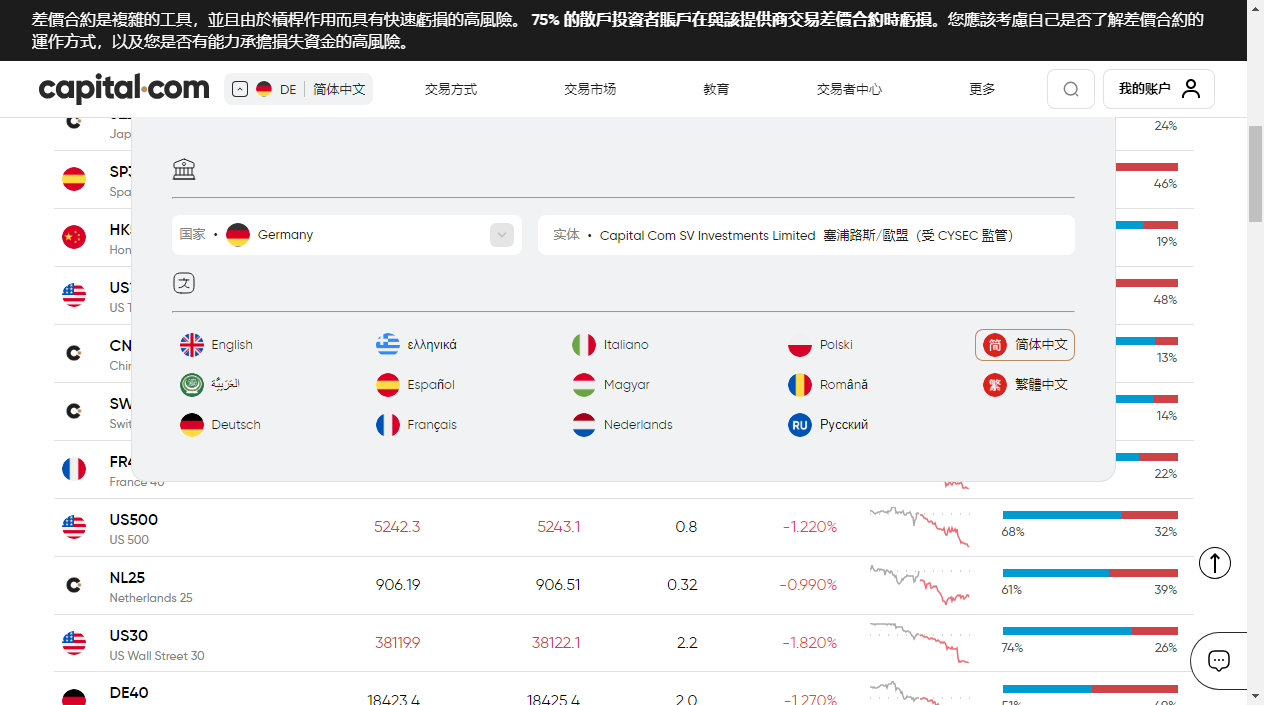 差價合約是複雜的工具，並且由於槓桿作用而具有快速虧損的高風險。 75% 的散戶投資者賬戶在與該提供商交易差價合約時虧損。您應該考慮自己是否了解差價合約的
運作方式，以及您是否有能力承擔損失資金的高風險。
capital.com DE 简体中文 交易方式 交易市场 教育 交易者中心 更多 我的账户
Jap 24%
SP3
Spa 46%
HK
Hon 19%
国家 • Germany 实体 • Capital Com SV Investments Limited 塞浦路斯/歐盟（受 CYSEC 監管）
US
US T 48%
文
CN
Chin 13%
English ελληνικά Italiano Polski 简 简体中文
العَرَبِيَّة Español Magyar Română 繁 繁體中文
SW
Swit 14%
Deutsch Français Nederlands RU Русский
FR4
France 40 22%
US500 5242.3 5243.1 0.8 -1.220%
US 500 68% 32%
NL25 906.19 906.51 0.32 -0.990%
Netherlands 25 61% 39%
US30 38119.9 38122.1 2.2 -1.820%
US Wall Street 30 74% 26%
DE40 18423.4 18425.4 2.0 -1.270%